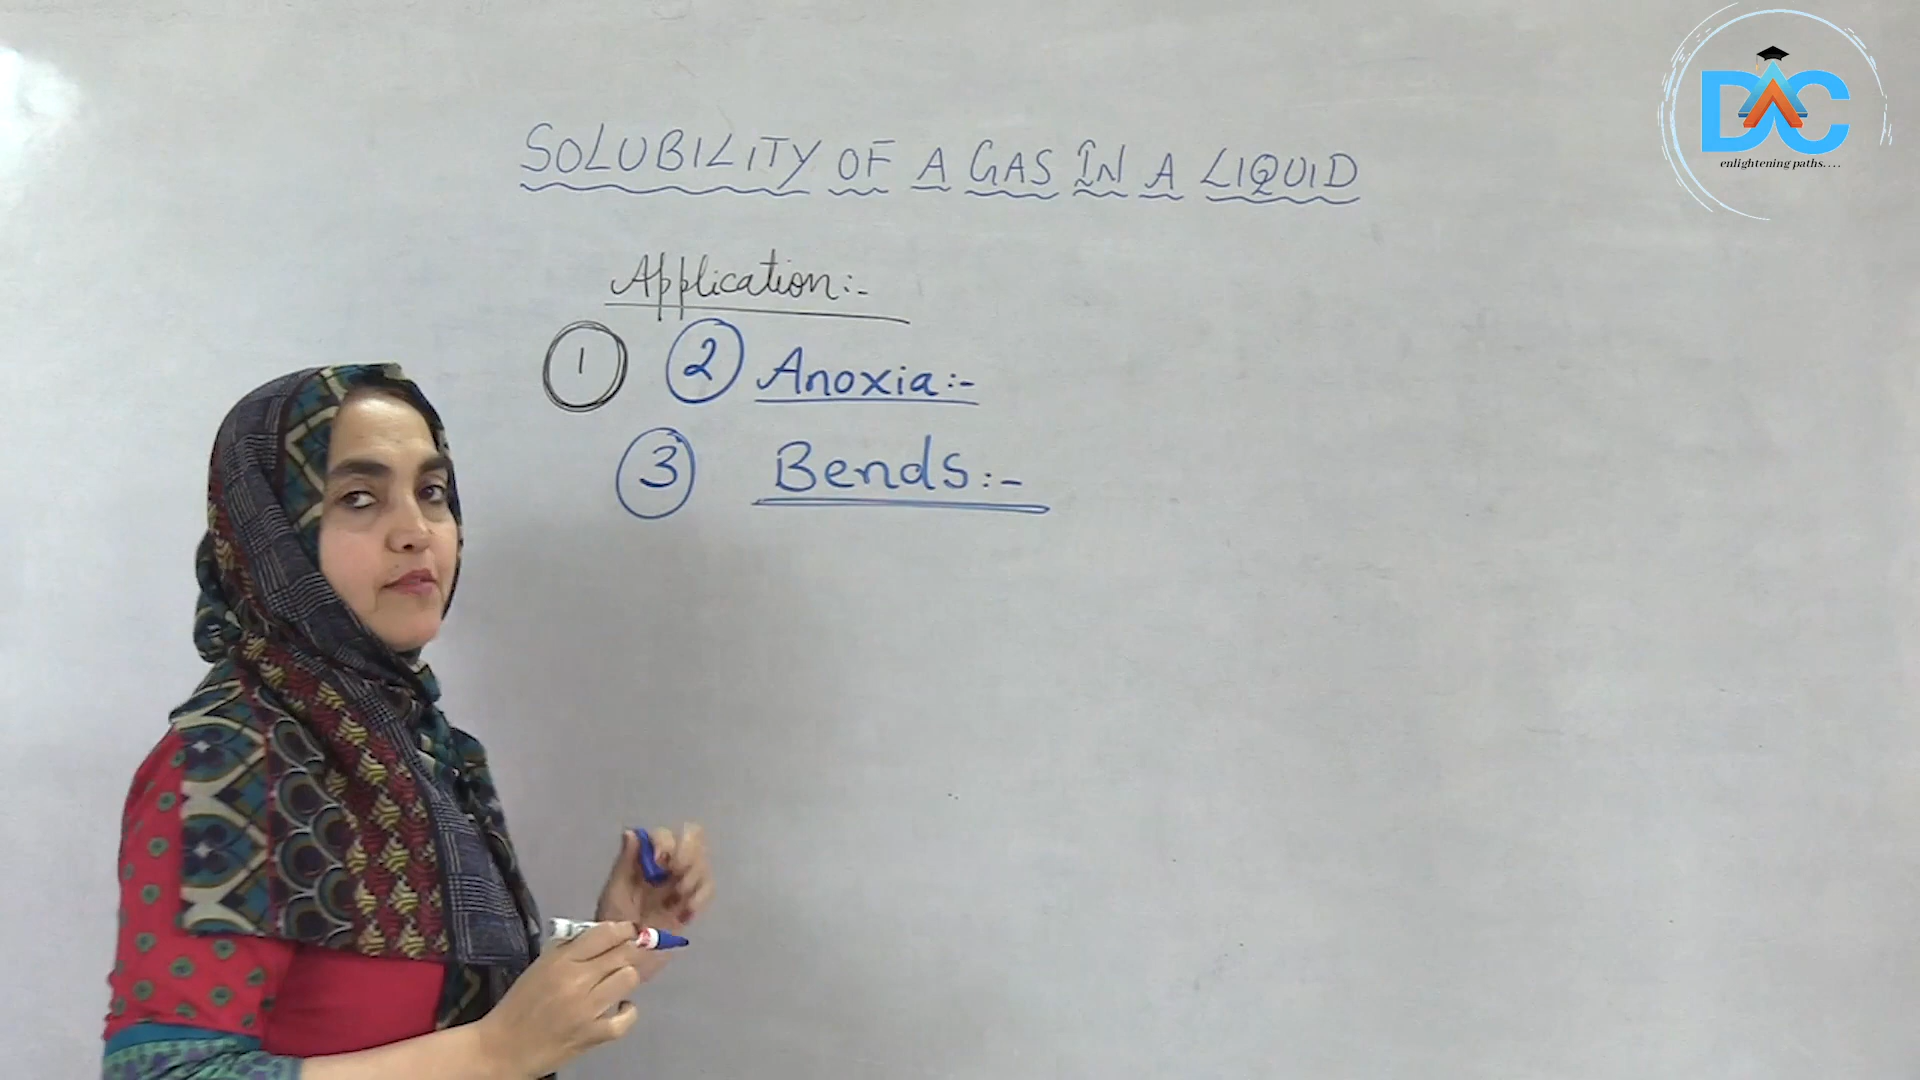 SOLUBILITY OF A GAS IN A LIQUID
Application:-
1 2 Anoxia:-
3 Bends:-
DAC
enlightening paths....